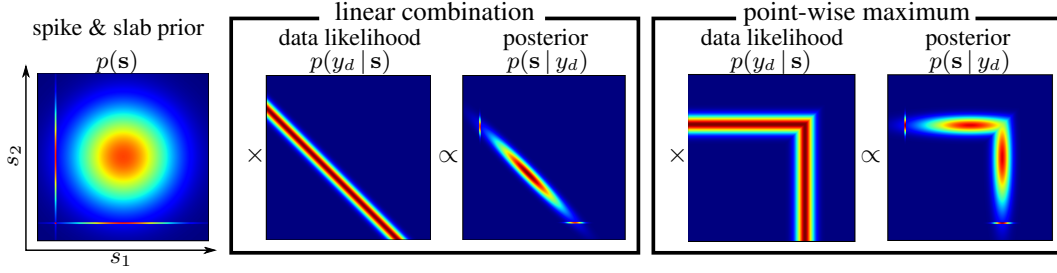 linear combination
point-wise maximum
spike & slab prior
p(s)
data likelihood
p(y_d | s)
posterior
p(s | y_d)
data likelihood
p(y_d | s)
posterior
p(s | y_d)
s_2
×
∝
×
∝
s_1